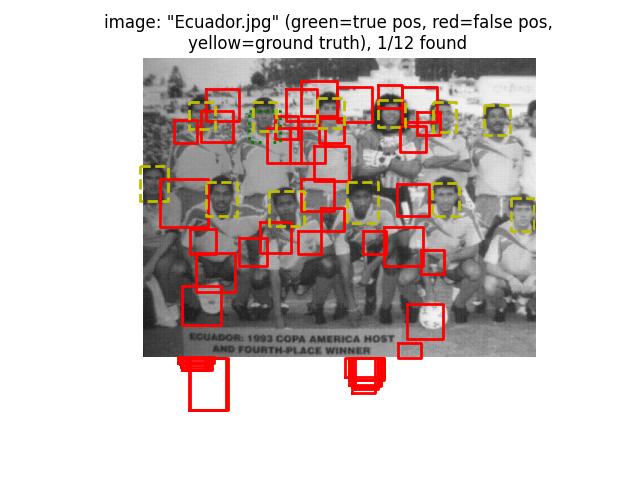 image: "Ecuador.jpg" (green=true pos, red=false pos,
yellow=ground truth), 1/12 found
ECUADOR: 1993 COPA AMERICA HOST
AND FOURTH-PLACE WINNER